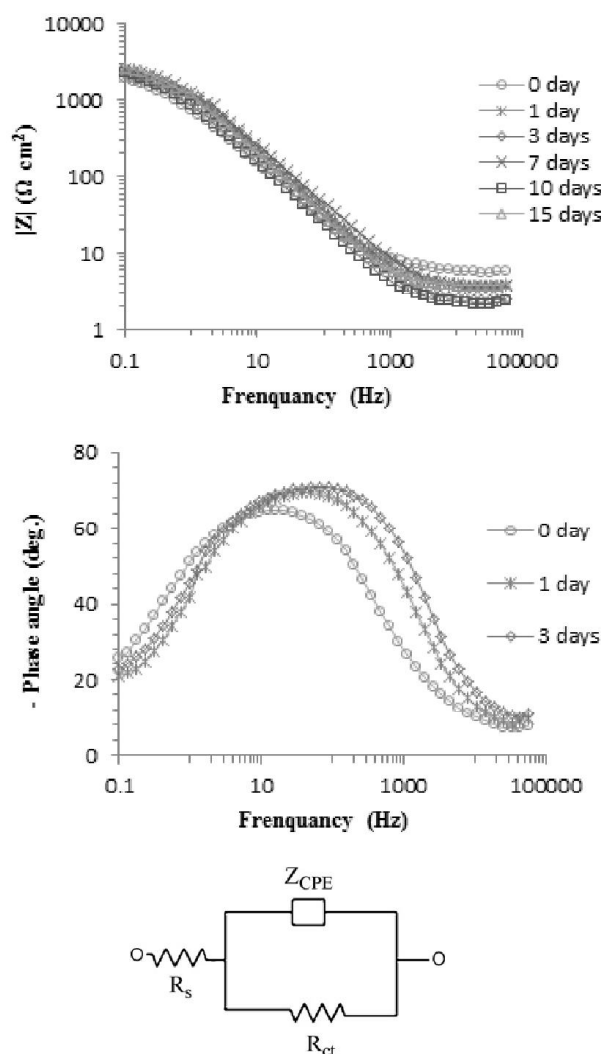 10000
1000
100
10
1
|Z| (Ω cm²)
0.1 10 1000 100000
Frenquancy (Hz)
0 day
1 day
3 days
7 days
10 days
15 days
80
60
40
20
0
- Phase angle (deg.)
0.1 10 1000 100000
Frenquancy (Hz)
0 day
1 day
3 days
Z_CPE
O O
R_s
R_ct